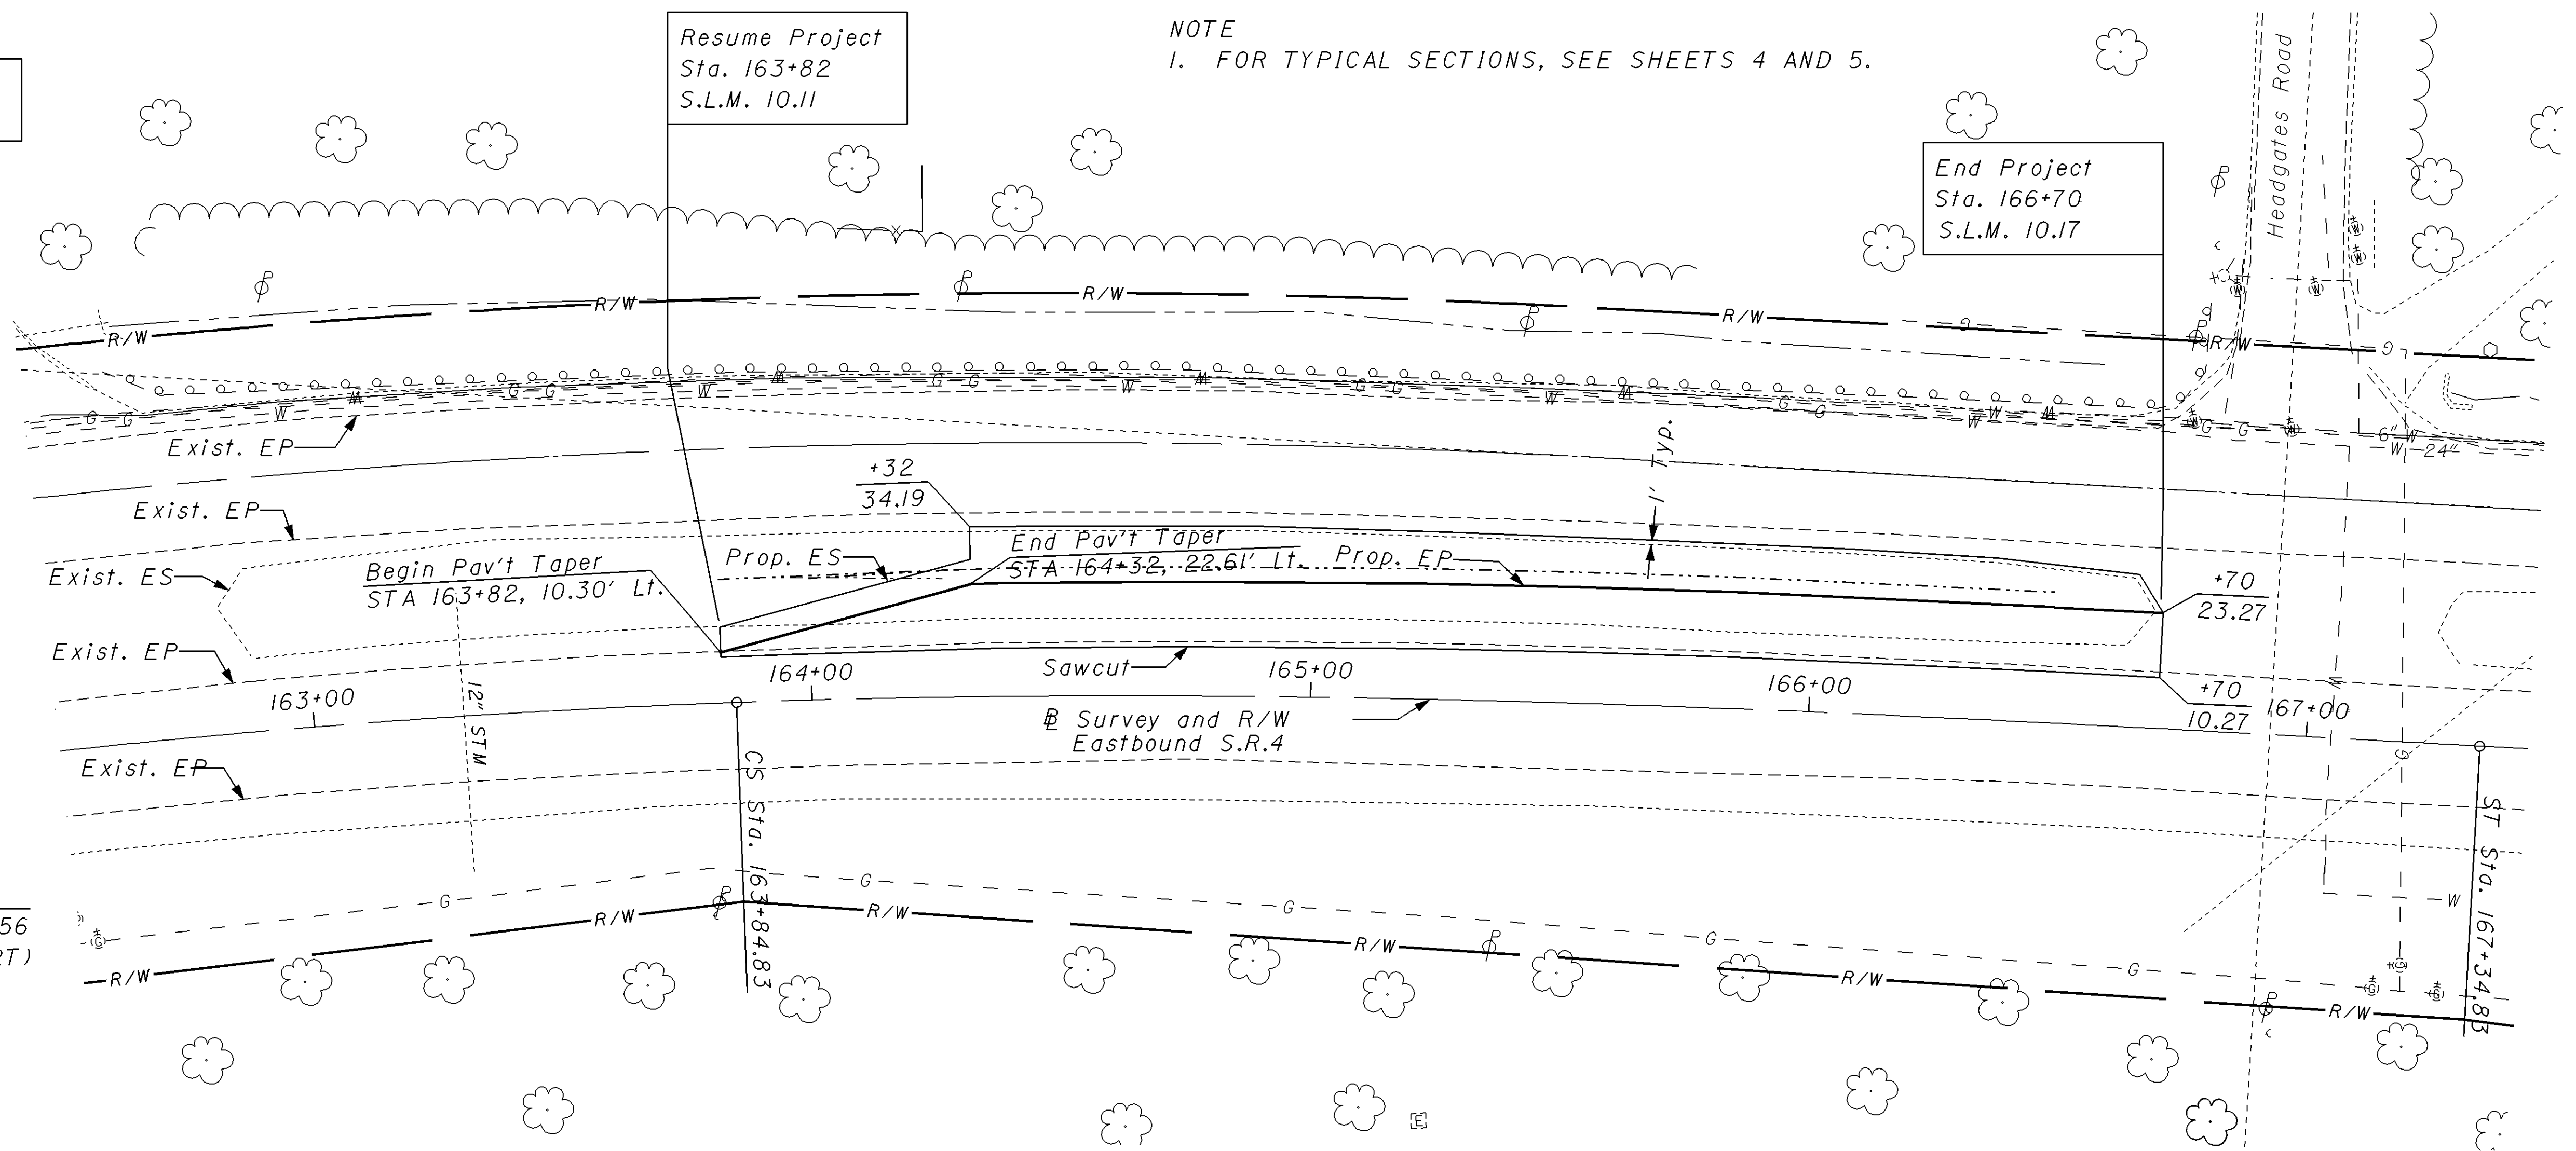 NOTE
1. FOR TYPICAL SECTIONS, SEE SHEETS 4 AND 5.
Resume Project
Sta. 163+82
S.L.M. 10.11
End Project
Sta. 166+70
S.L.M. 10.17
Headgates Road
R/W
R/W
R/W
R/W
R/W
G G W W G G W W G G W W G G W W G G
6" W
W 24"
Exist. EP
1' Typ.
+32
34.19
Exist. EP
Exist. ES
Begin Pav't Taper
STA 163+82, 10.30' Lt.
Prop. ES
End Pav't Taper
STA 164+32, 22.61' Lt.
Prop. EP
+70
23.27
Exist. EP
Sawcut
163+00
164+00
165+00
166+00
167+00
+70
10.27
12" STM
Survey and R/W
Eastbound S.R.4
Exist. EP
CS Sta. 163+84.83
ST Sta. 167+34.83
56
RT)
G
G
G
G
G
W
R/W
R/W
R/W
R/W
R/W
R/W
E